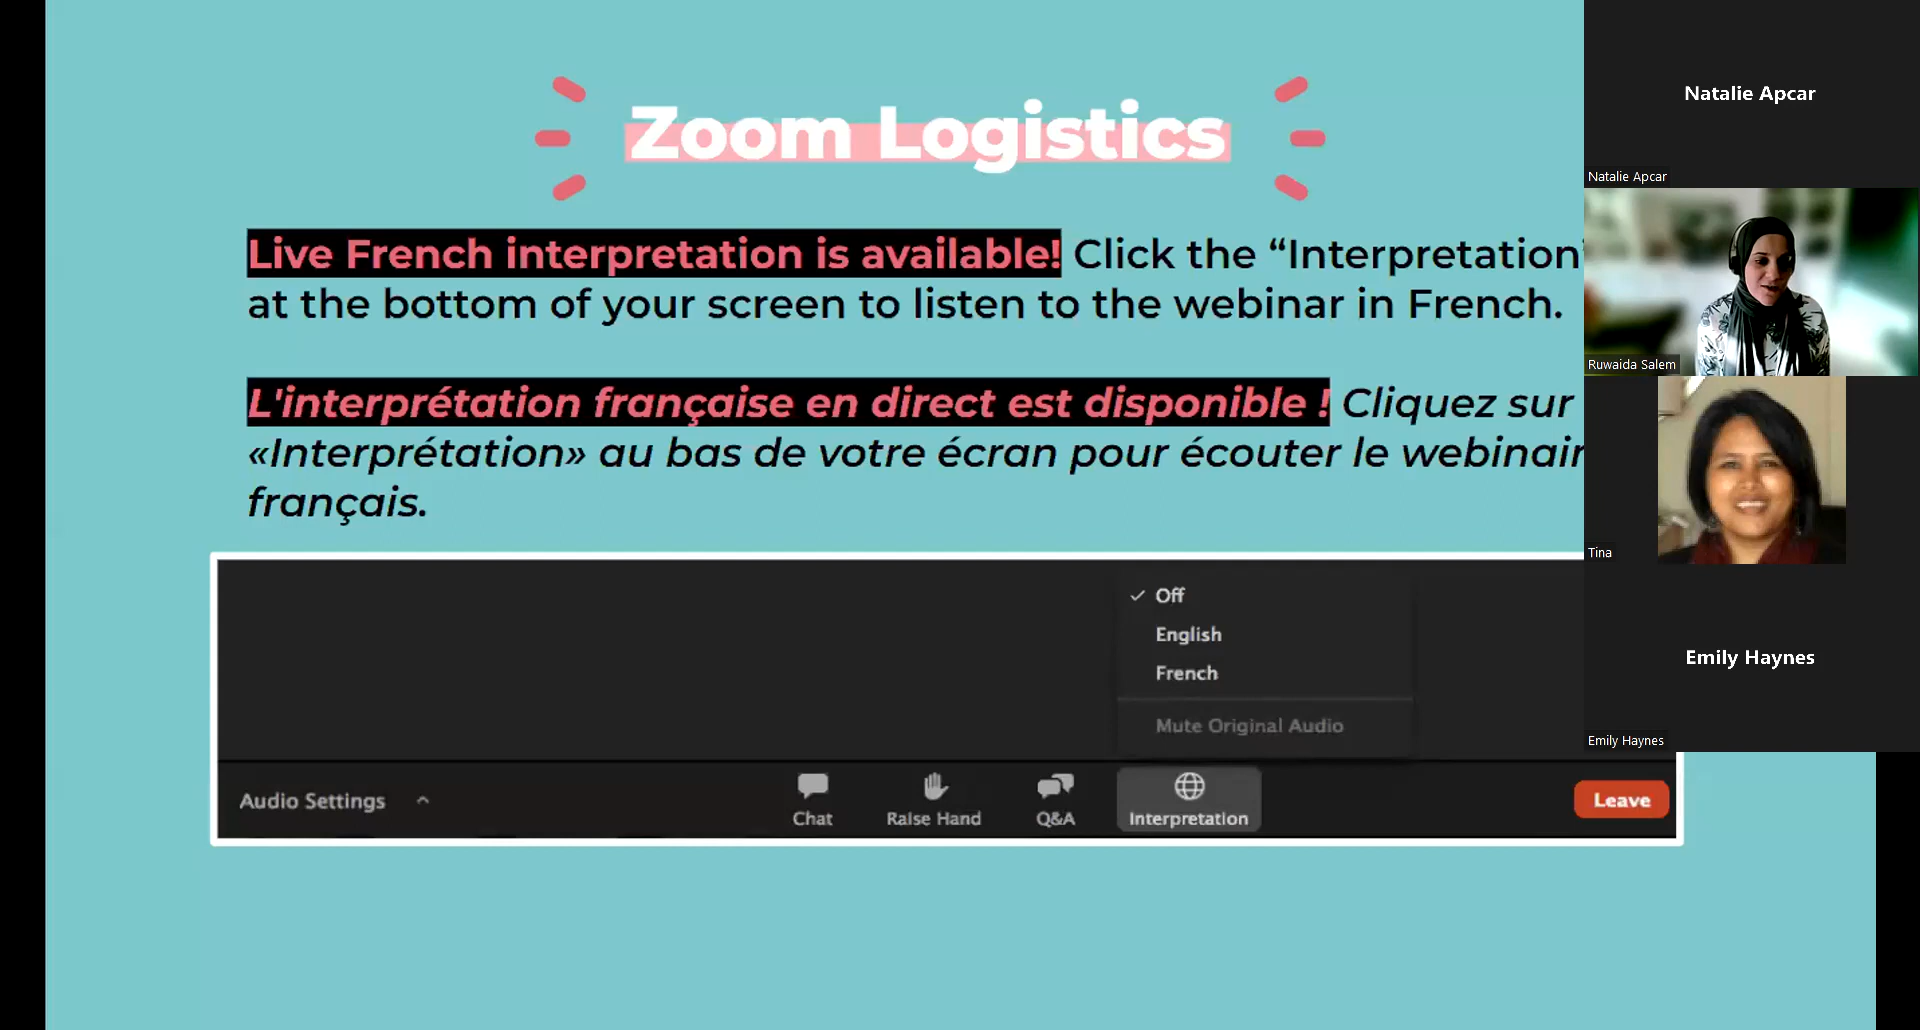 Zoom Logistics
Live French interpretation is available! Click the “Interpretation”
at the bottom of your screen to listen to the webinar in French.
L'interprétation française en direct est disponible ! Cliquez sur
«Interprétation» au bas de votre écran pour écouter le
français.
Off
English
French
Mute Original Audio
Audio Settings
Chat
Raise Hand
Q&A
Interpretation
Leave
Natalie Apcar
Natalie Apcar
Ruwaida Salem
Tina
Emily Haynes
Emily Haynes